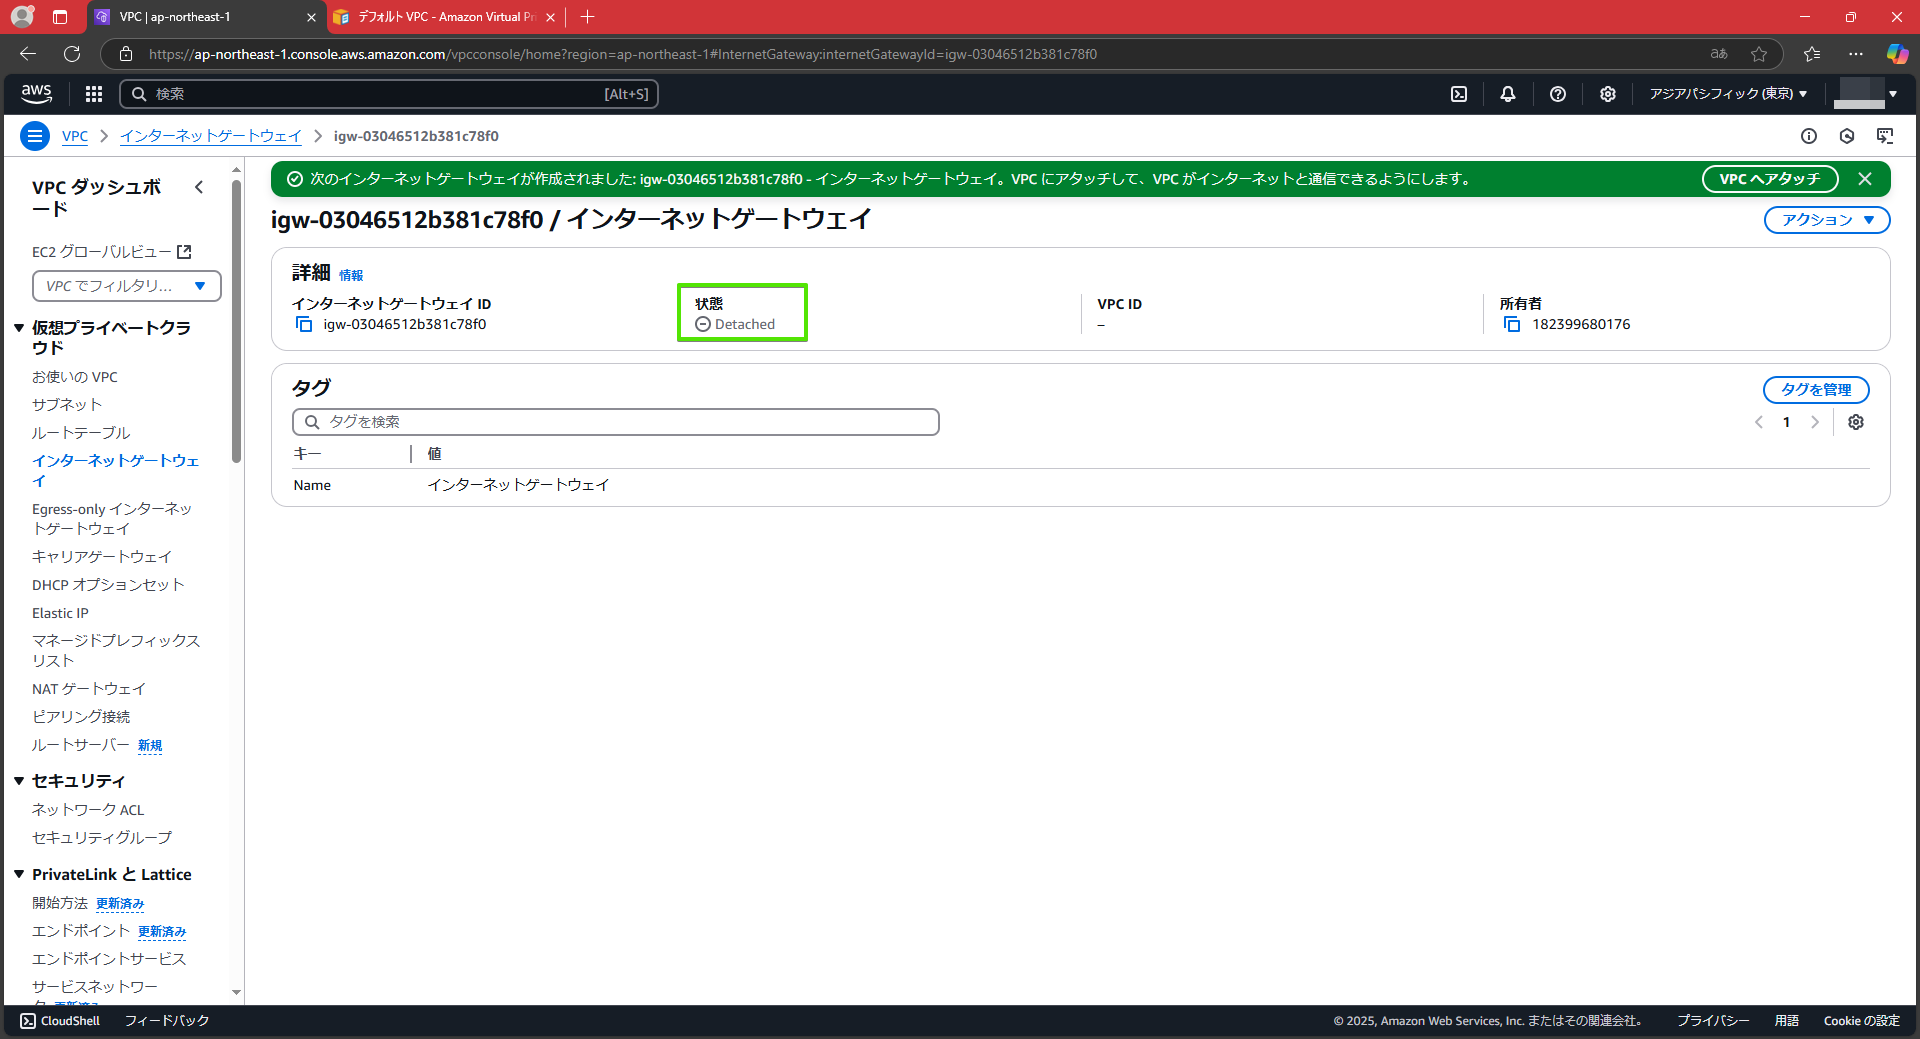 VPC | ap-northeast-1
デフォルト VPC - Amazon Virtual Pri
https://ap-northeast-1.console.aws.amazon.com/vpcconsole/home?region=ap-northeast-1#InternetGateway:internetGatewayId=igw-03046512b381c78f0
aあ
aws
検索
[Alt+S]
アジアパシフィック (東京)
VPC
インターネットゲートウェイ
igw-03046512b381c78f0
VPC ダッシュボ
ード
EC2 グローバルビュー
VPC でフィルタリ...
仮想プライベートクラ
ウド
お使いの VPC
サブネット
ルートテーブル
インターネットゲートウェ
イ
Egress-only インターネッ
トゲートウェイ
キャリアゲートウェイ
DHCP オプションセット
Elastic IP
マネージドプレフィックス
リスト
NAT ゲートウェイ
ピアリング接続
ルートサーバー 新規
セキュリティ
ネットワーク ACL
セキュリティグループ
PrivateLink と Lattice
開始方法 更新済み
エンドポイント 更新済み
エンドポイントサービス
サービスネットワー
ク 更新済み
次のインターネットゲートウェイが作成されました: igw-03046512b381c78f0 - インターネットゲートウェイ。VPC にアタッチして、VPC がインターネットと通信できるようにします。
VPC へアタッチ
igw-03046512b381c78f0 / インターネットゲートウェイ
アクション
詳細 情報
インターネットゲートウェイ ID
igw-03046512b381c78f0
状態
Detached
VPC ID
–
所有者
182399680176
タグ
タグを管理
タグを検索
1
キー
値
Name
インターネットゲートウェイ
CloudShell
フィードバック
© 2025, Amazon Web Services, Inc. またはその関連会社。
プライバシー
用語
Cookie の設定